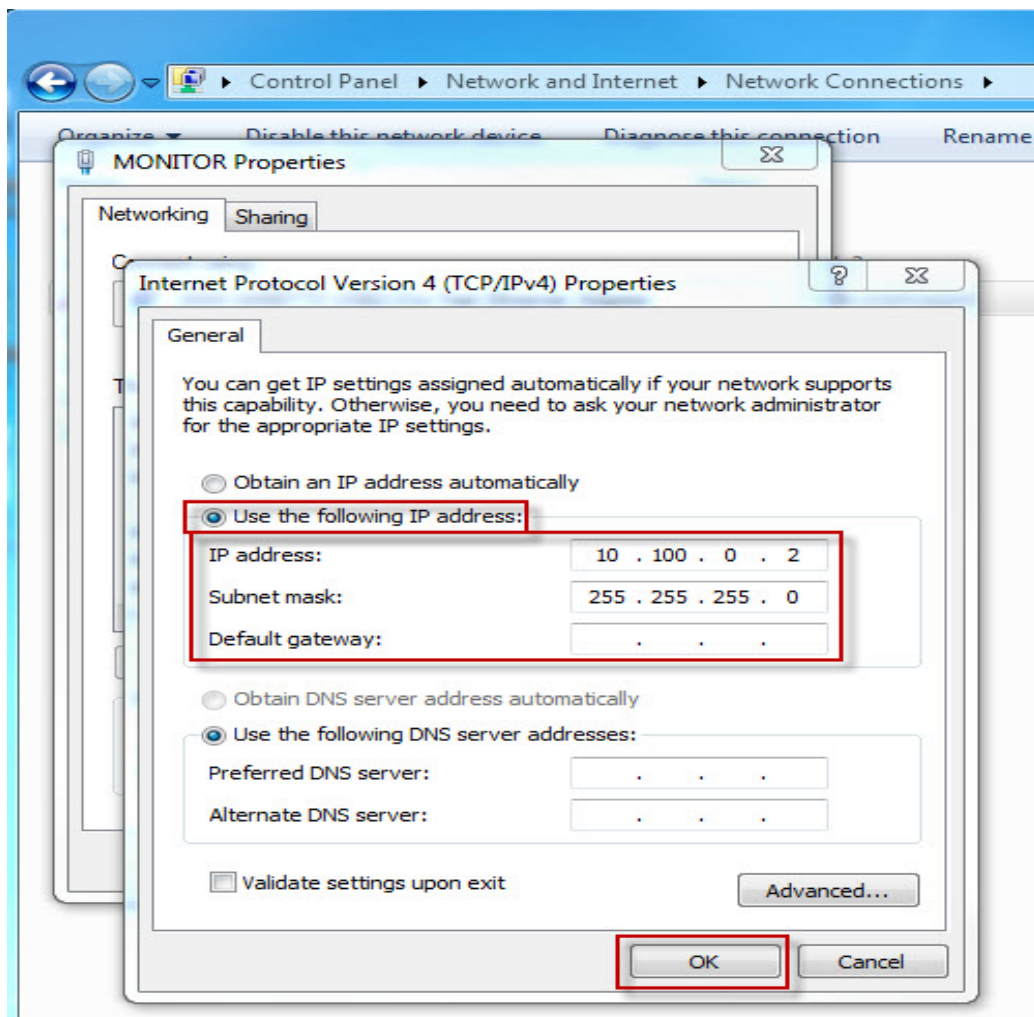 Control Panel Network and Internet Network Connections
Organize Disable this network device Diagnose this connection Rename
MONITOR Properties
Networking Sharing
Internet Protocol Version 4 (TCP/IPv4) Properties
General
You can get IP settings assigned automatically if your network supports
this capability. Otherwise, you need to ask your network administrator
for the appropriate IP settings.
Obtain an IP address automatically
Use the following IP address:
IP address: 10 . 100 . 0 . 2
Subnet mask: 255 . 255 . 255 . 0
Default gateway: . . .
Obtain DNS server address automatically
Use the following DNS server addresses:
Preferred DNS server: . . .
Alternate DNS server: . . .
Validate settings upon exit
Advanced...
OK Cancel